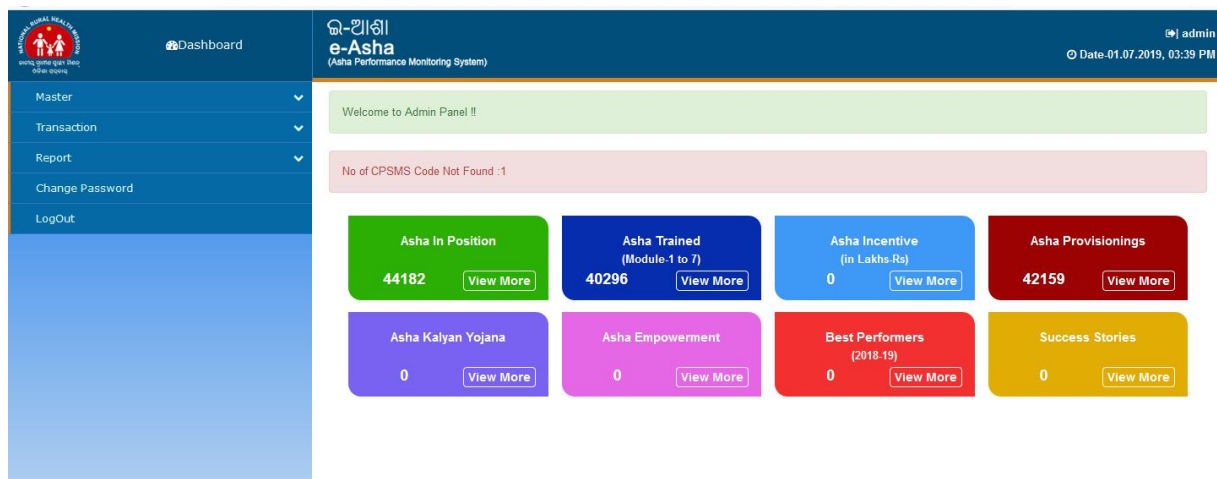 NATIONAL RURAL HEALTH MISSION
Dashboard
ଇ-ଆଶା
e-Asha
(Asha Performance Monitoring System)
admin
Date-01.07.2019, 03:39 PM
Master
Transaction
Report
Change Password
LogOut
Welcome to Admin Panel !!
No of CPSMS Code Not Found :1
Asha In Position
44182 View More
Asha Trained
(Module-1 to 7)
40296 View More
Asha Incentive
(in Lakhs-Rs)
0 View More
Asha Provisionings
42159 View More
Asha Kalyan Yojana
0 View More
Asha Empowerment
0 View More
Best Performers
(2018-19)
0 View More
Success Stories
0 View More